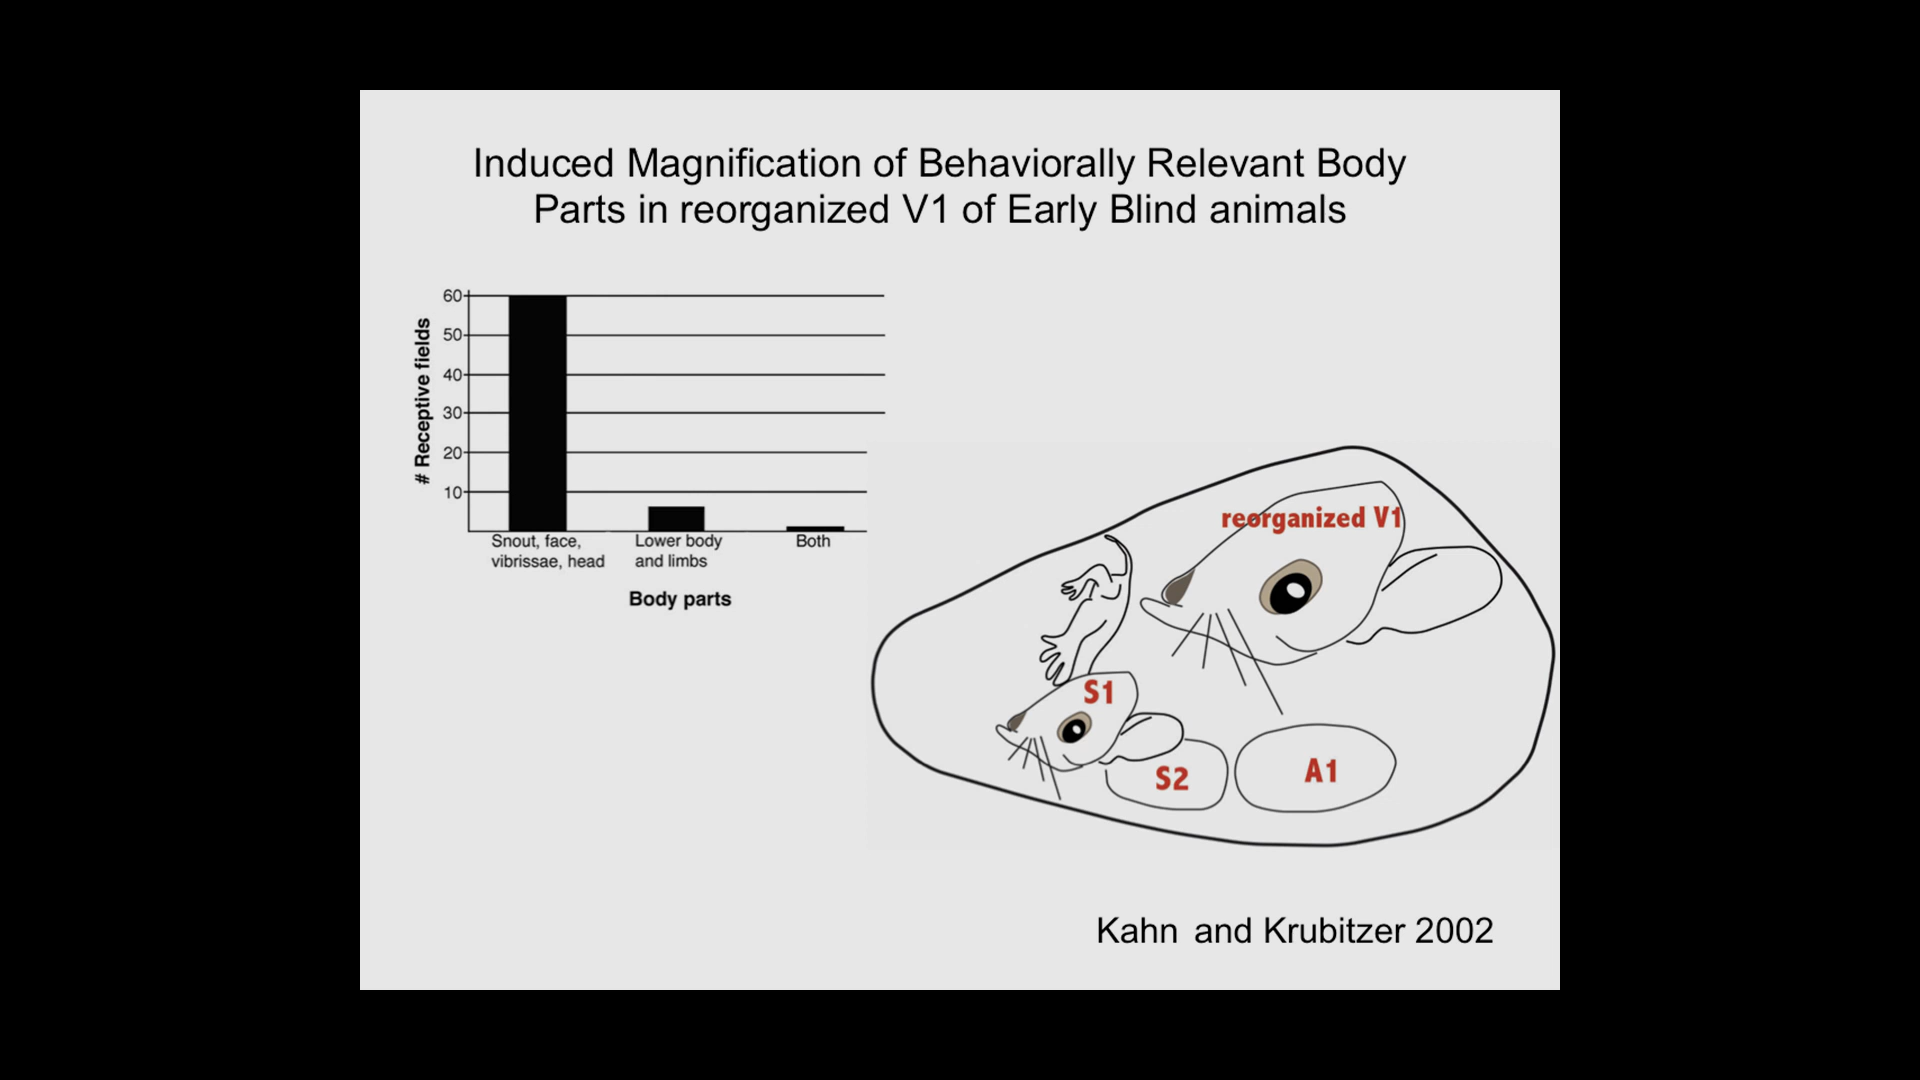 Induced Magnification of Behaviorally Relevant Body
Parts in reorganized V1 of Early Blind animals
# Receptive fields
60
50
40
30
20
10
Snout, face,
vibrissae, head
Lower body
and limbs
Both
Body parts
reorganized V1
S1
S2
A1
Kahn and Krubitzer 2002